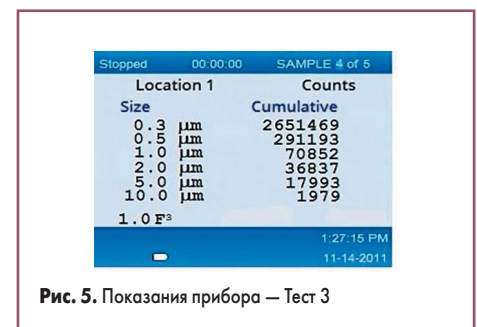 Stopped 00:00:00 SAMPLE 4 of 5
Location 1 Counts
Size Cumulative
0.3 µm 2651469
0.5 µm 291193
1.0 µm 70852
2.0 µm 36837
5.0 µm 17993
10.0 µm 1979
1.0 F³
1:27:15 PM
11-14-2011
Рис. 5. Показания прибора — Тест 3